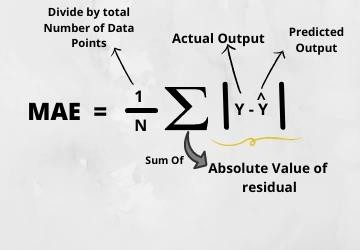 Divide by total
Number of Data
Points
Actual Output
Predicted
Output
MAE = 1/N ∑ |Y - Ŷ|
Sum Of
Absolute Value of
residual